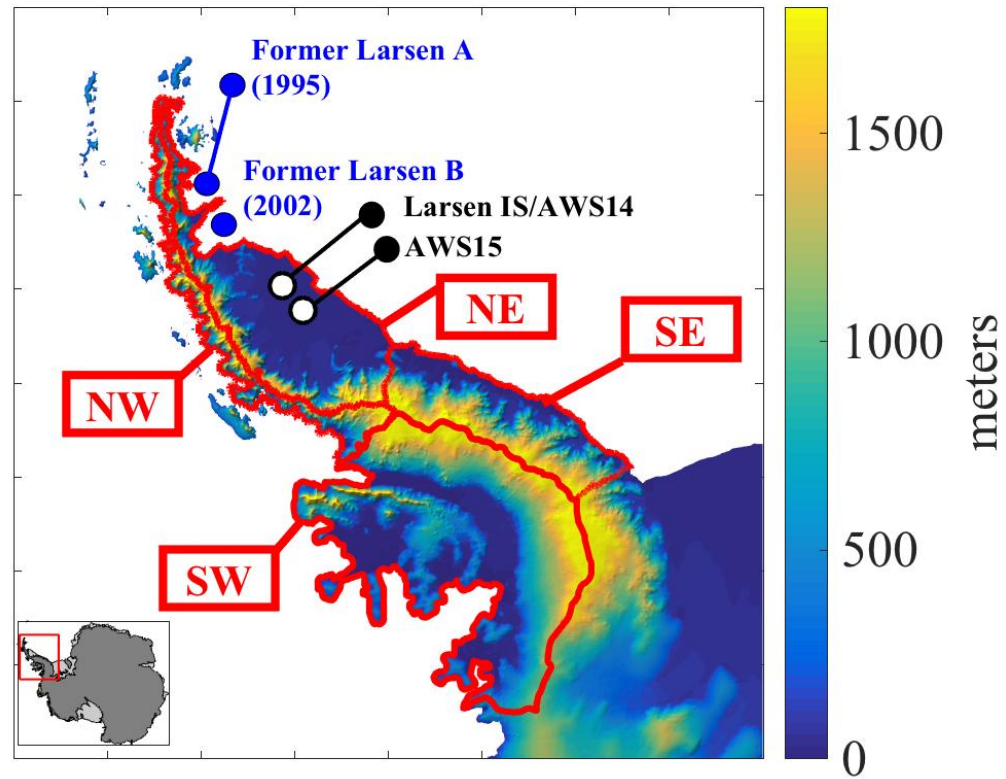 Former Larsen A
(1995)
Former Larsen B
(2002)
Larsen IS/AWS14
AWS15
NE
SE
NW
SW
1500
1000
500
0
meters